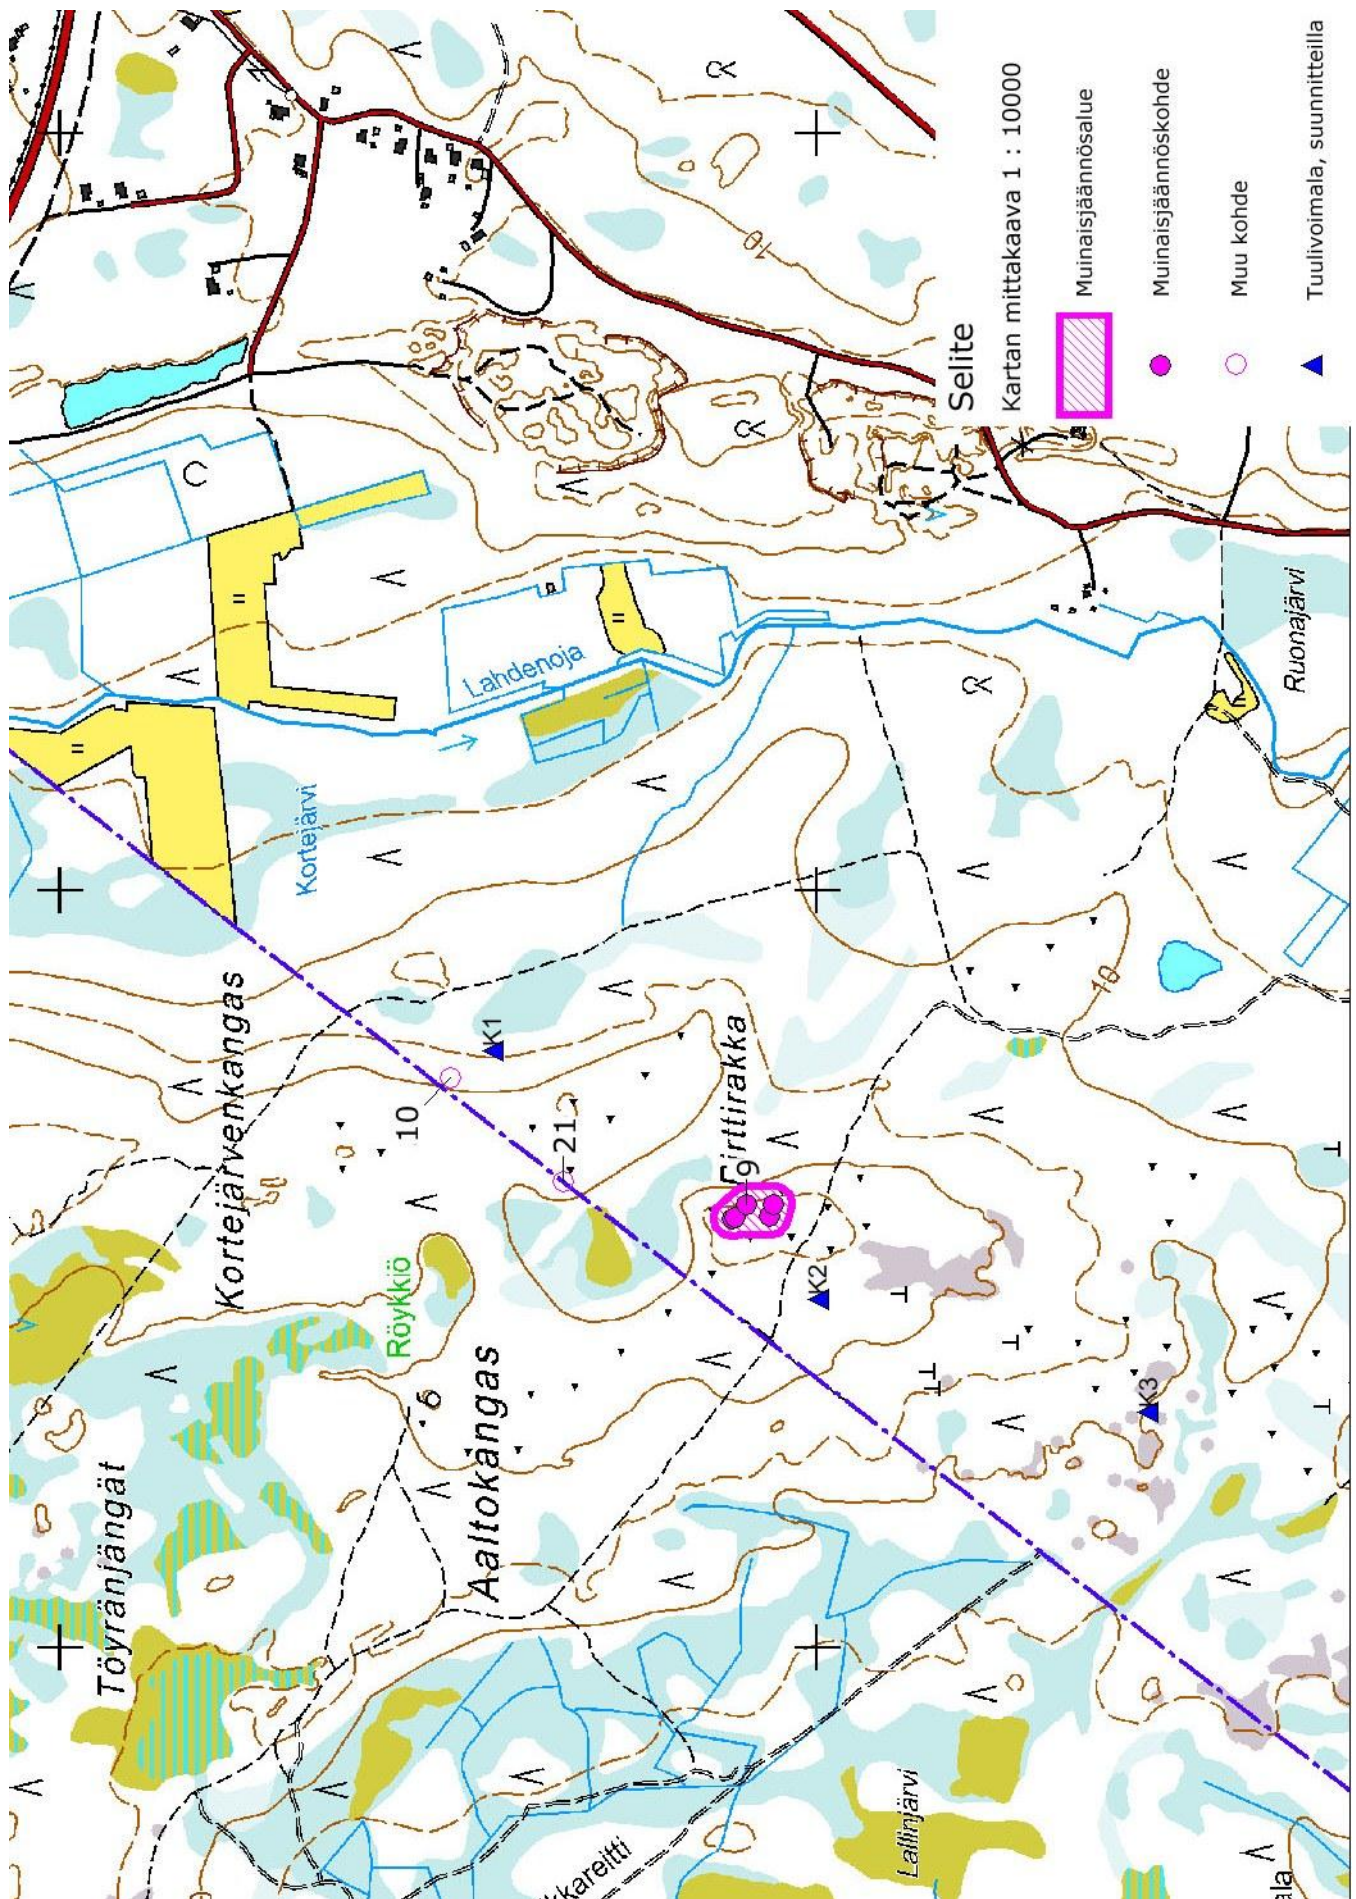 Selite
Kartan mittakaava 1 : 10000
Muinaisjäännösalue
Muinaisjäännöskohde
Muu kohde
Tuulivoimala, suunnitteilla
Töyränjängät
Kortejärvenkangas
Kortejärvi
Röykkiö
Aaltokangas
Lahdenoja
10
K1
21
9
K2
K3
10
10
Ruonajärvi
Lallinjärvi